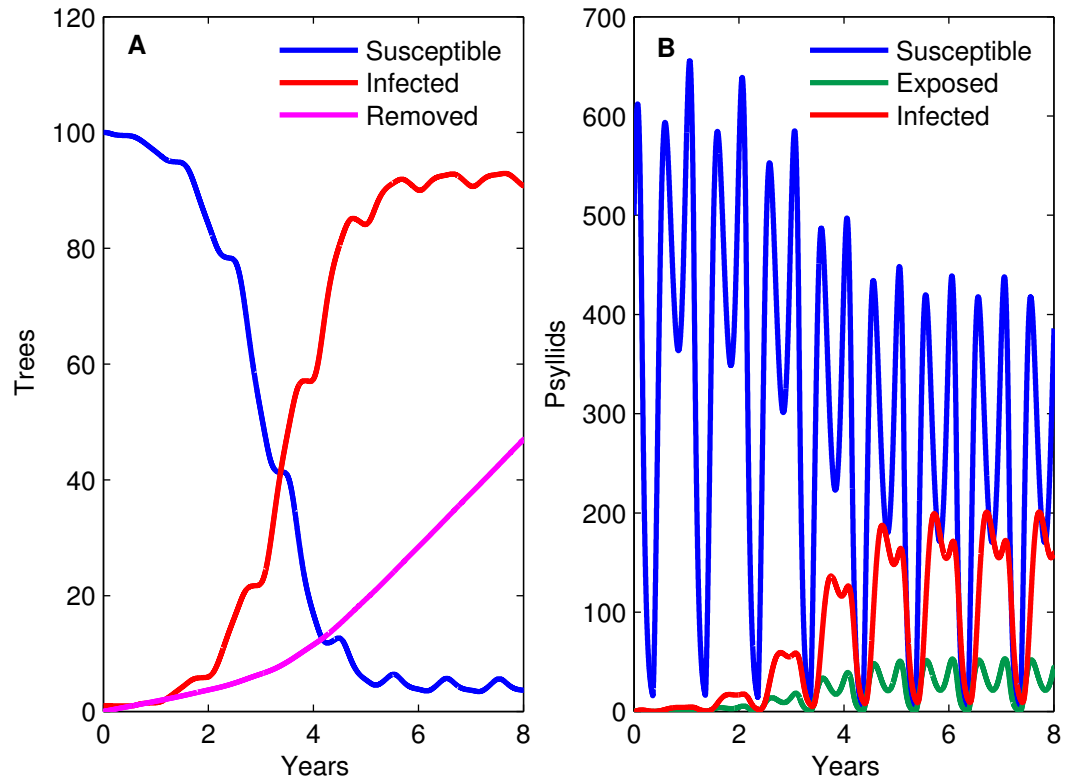 A
Susceptible
Infected
Removed
120
100
80
60
40
20
0
Trees
0 2 4 6 8
Years
B
Susceptible
Exposed
Infected
700
600
500
400
300
200
100
0
Psyllids
0 2 4 6 8
Years